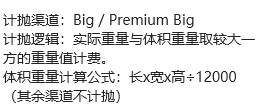 计抛渠道：Big / Premium Big
计抛逻辑：实际重量与体积重量取较大一
方的重量值计费。
体积重量计算公式：长x宽x高÷12000
（其余渠道不计抛）